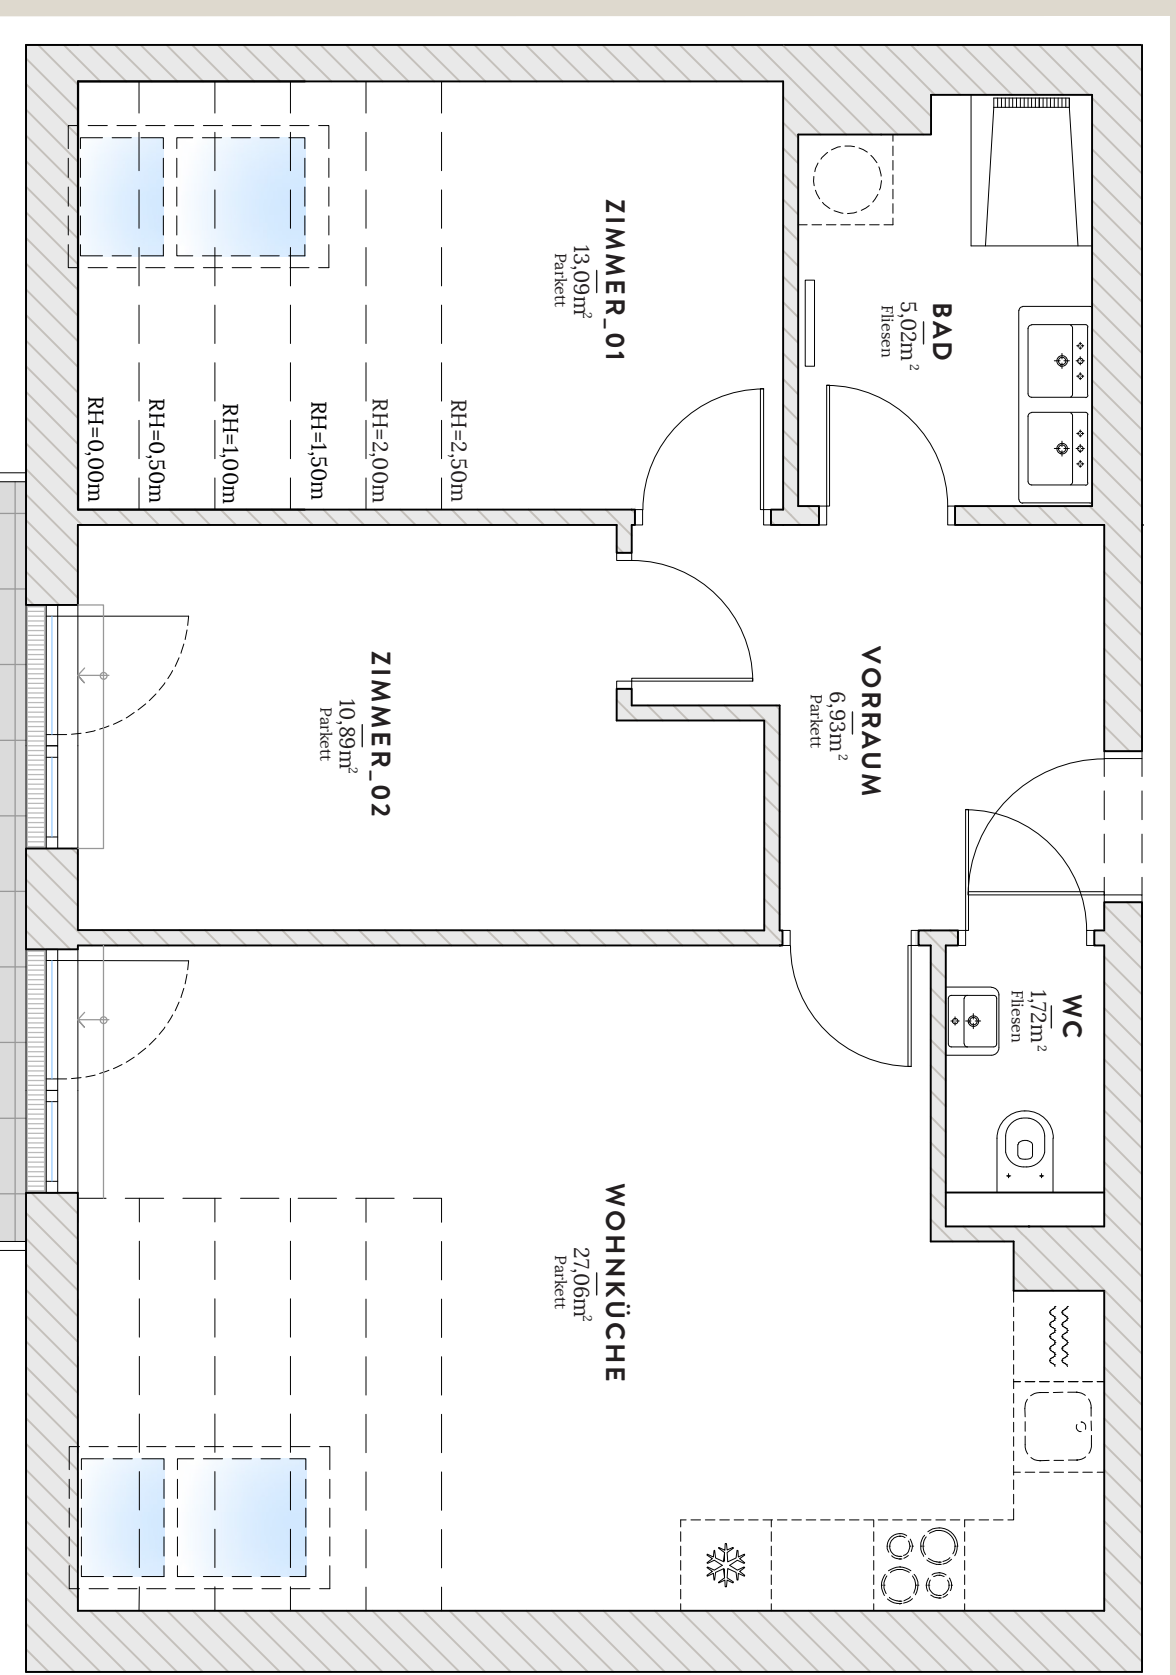 ZIMMER_01
13,09m²
Parkett
BAD
5,02m²
Fliesen
RH=0,00m
RH=0,50m
RH=1,00m
RH=1,50m
RH=2,00m
RH=2,50m
ZIMMER_02
10,89m²
Parkett
VORRAUM
6,93m²
Parkett
WC
1,72m²
Fliesen
WOHNKÜCHE
27,06m²
Parkett